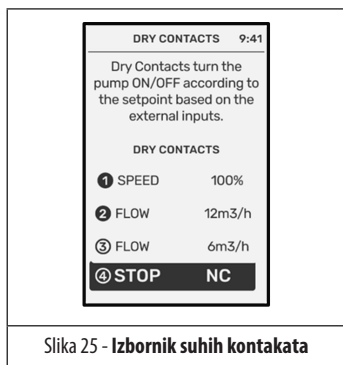 DRY CONTACTS 9:41
Dry Contacts turn the
pump ON/OFF according to
the setpoint based on the
external inputs.
DRY CONTACTS
1 SPEED 100%
2 FLOW 12m3/h
3 FLOW 6m3/h
4 STOP NC
Slika 25 - Izbornik suhih kontakata